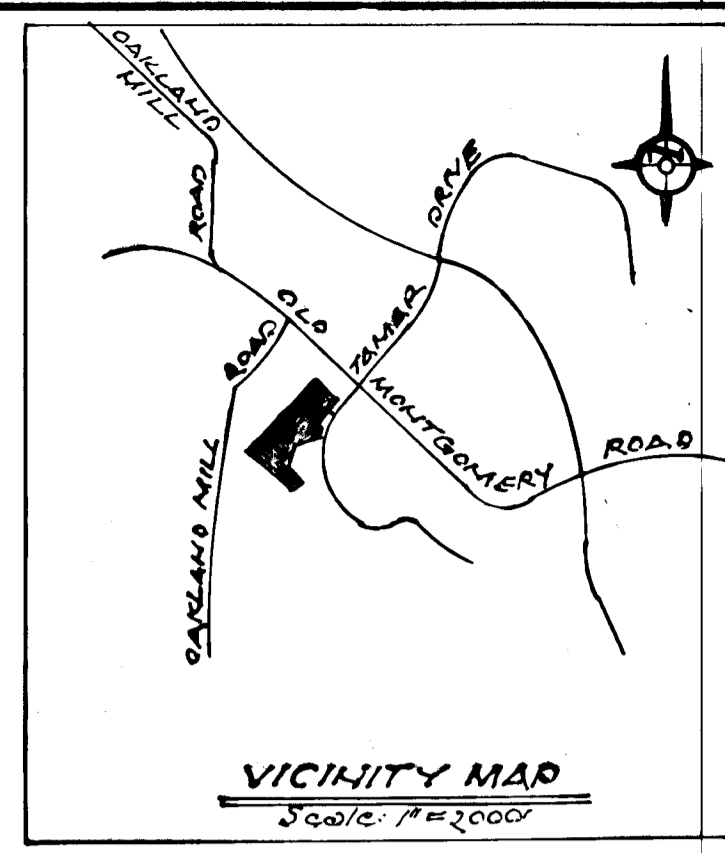 OAKLAND
MILL
ROAD
N
TAMAR DRIVE
OLD MONTGOMERY ROAD
ROAD
OAKLAND MILL
VICINITY MAP
Scale: 1"=2000'